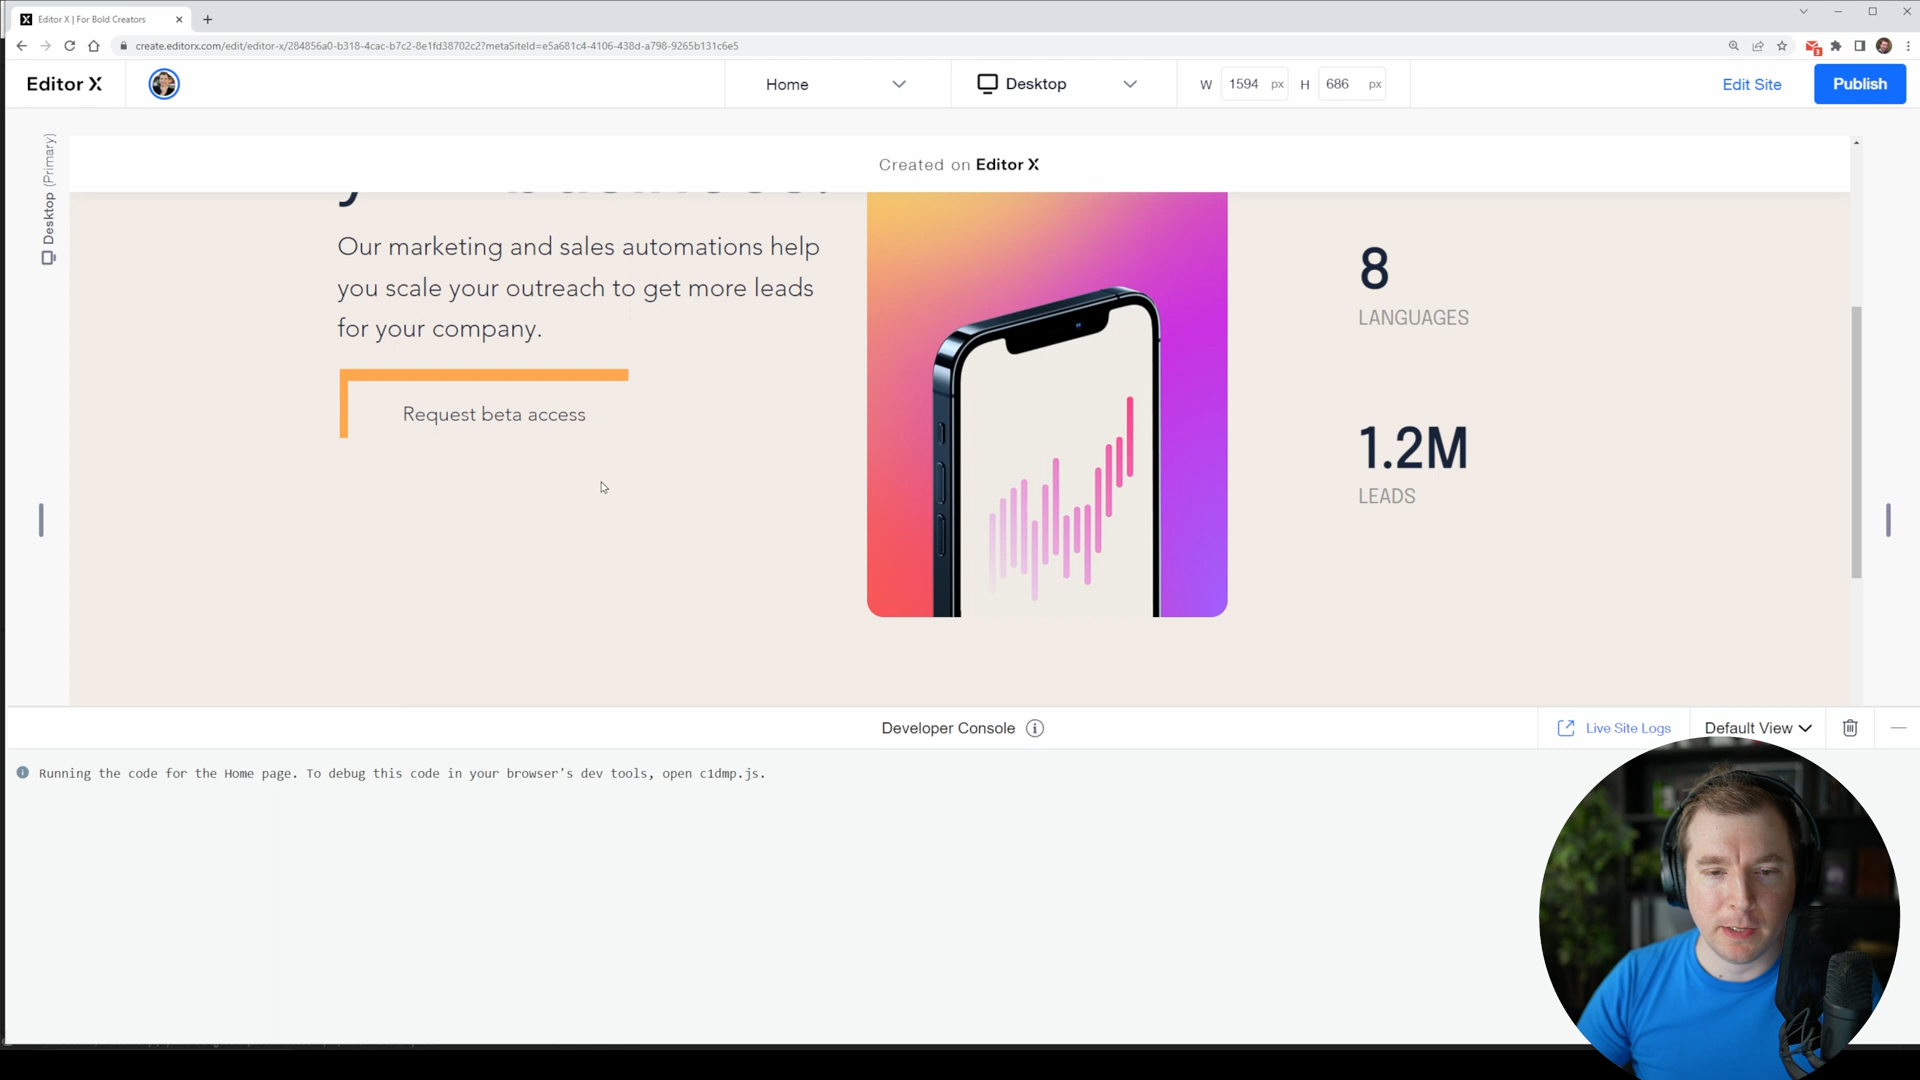 Editor X | For Bold Creators
create.editorx.com/edit/editor-x/284856a0-b318-4cac-b7c2-8e1fd38702c2?metaSiteId=e5a681c4-4106-438d-a798-9265b131c6e5
Editor X
Home
Desktop
W 1594 px H 686 px
Edit Site
Publish
Desktop (Primary)
Created on Editor X
Our marketing and sales automations help
you scale your outreach to get more leads
for your company.
Request beta access
8
LANGUAGES
1.2M
LEADS
Developer Console
Live Site Logs
Default View
Running the code for the Home page. To debug this code in your browser's dev tools, open c1dmp.js.